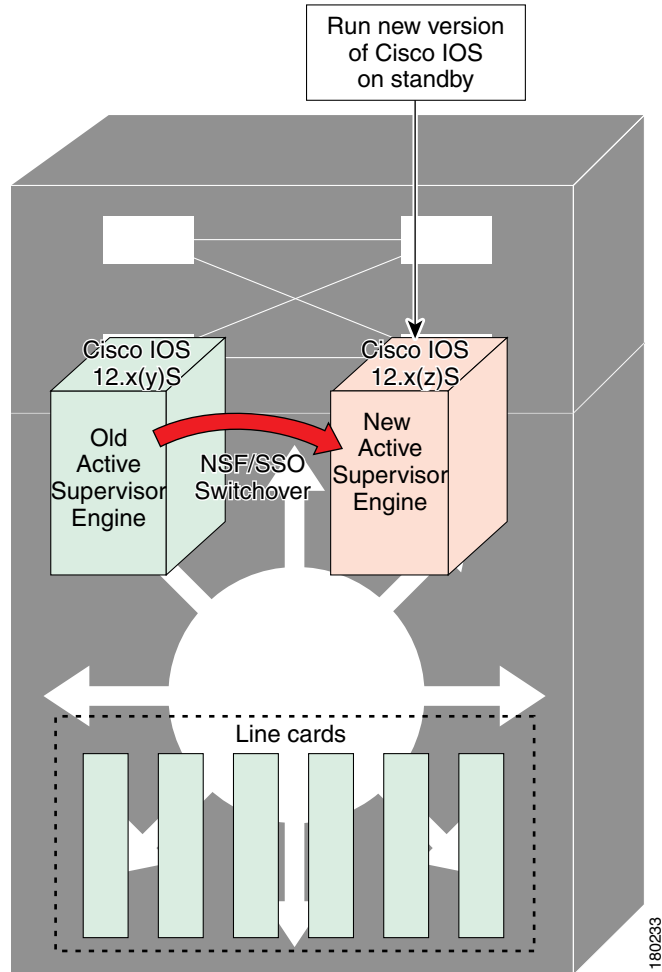 Run new version
of Cisco IOS
on standby
Cisco IOS
12.x(y)S
Cisco IOS
12.x(z)S
Old
Active
Supervisor
Engine
NSF/SSO
Switchover
New
Active
Supervisor
Engine
Line cards
180233